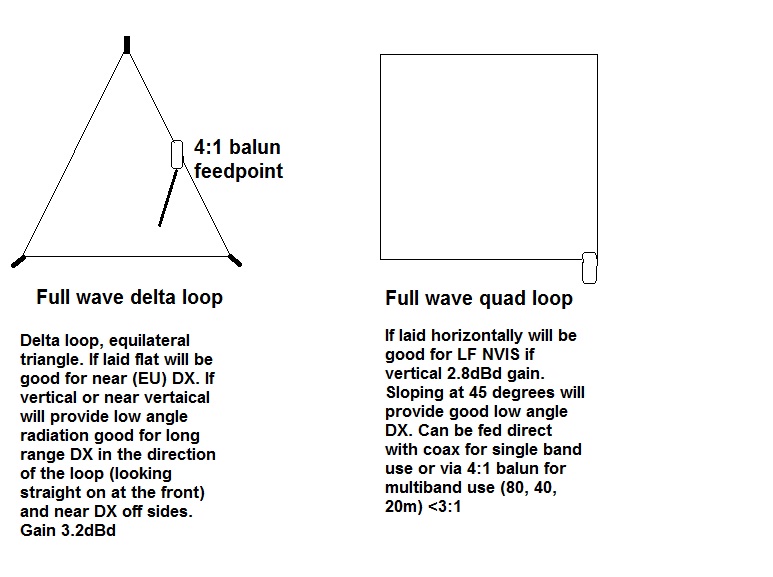 4:1 balun
feedpoint
Full wave delta loop
Delta loop, equilateral
triangle. If laid flat will be
good for near (EU) DX. If
vertical or near vertaical
will provide low angle
radiation good for long
range DX in the direction
of the loop (looking
straight on at the front)
and near DX off sides.
Gain 3.2dBd
Full wave quad loop
If laid horizontally will be
good for LF NVIS if
vertical 2.8dBd gain.
Sloping at 45 degrees will
provide good low angle
DX. Can be fed direct
with coax for single band
use or via 4:1 balun for
multiband use (80, 40,
20m) <3:1